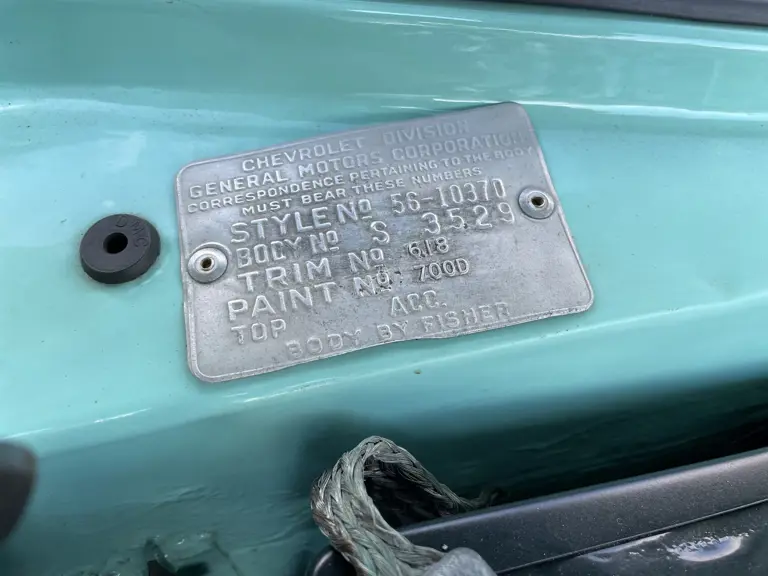 CHEVROLET DIVISION
GENERAL MOTORS CORPORATION
CORRESPONDENCE PERTAINING TO THE BODY
MUST BEAR THESE NUMBERS
STYLE No 56-10370
BODY No S 3529
TRIM No 618
PAINT No 700D
TOP ACC.
BODY BY FISHER